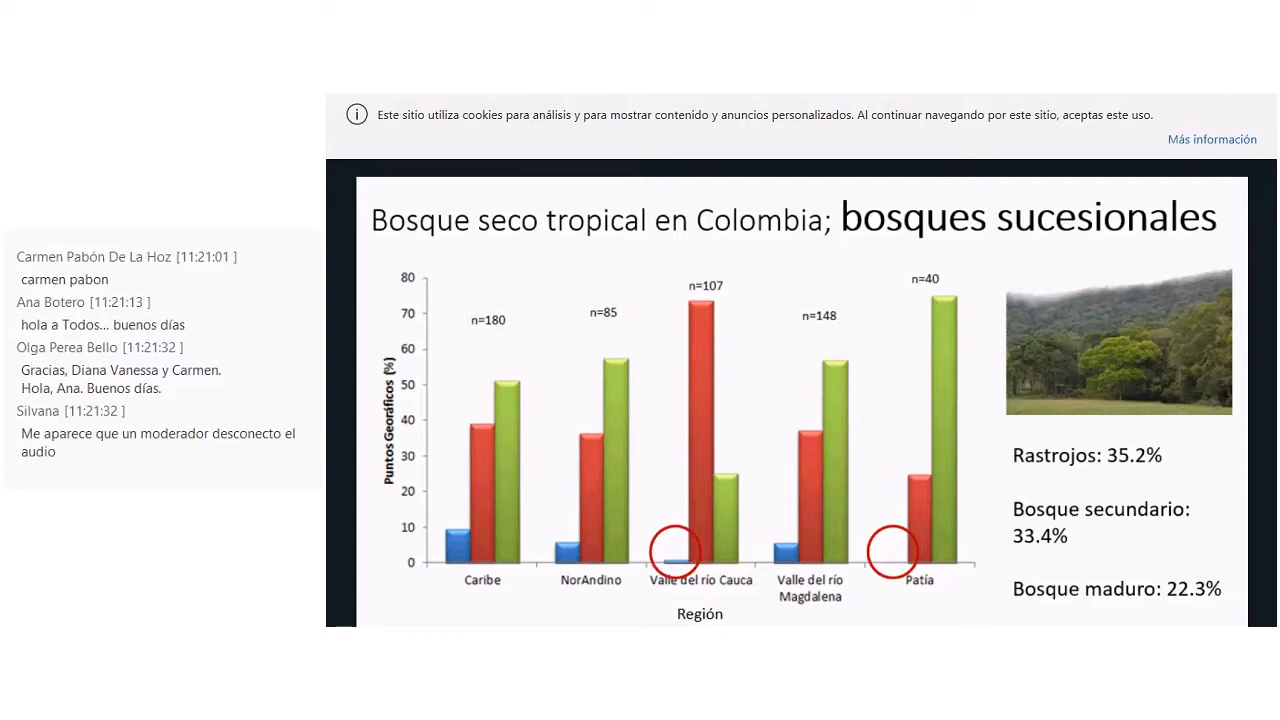 Este sitio utiliza cookies para análisis y para mostrar contenido y anuncios personalizados. Al continuar navegando por este sitio, aceptas este uso.
Más información
Carmen Pabón De La Hoz [11:21:01 ]
carmen pabon
Ana Botero [11:21:13 ]
hola a Todos... buenos días
Olga Perea Bello [11:21:32 ]
Gracias, Diana Vanessa y Carmen.
Hola, Ana. Buenos días.
Silvana [11:21:32 ]
Me aparece que un moderador desconecto el
audio
Bosque seco tropical en Colombia; bosques sucesionales
Puntos Georáficos (%)
80
70
60
50
40
30
20
10
0
n=180
n=85
n=107
n=148
n=40
Caribe
NorAndino
Valle del río Cauca
Valle del río
Magdalena
Patía
Región
Rastrojos: 35.2%
Bosque secundario:
33.4%
Bosque maduro: 22.3%